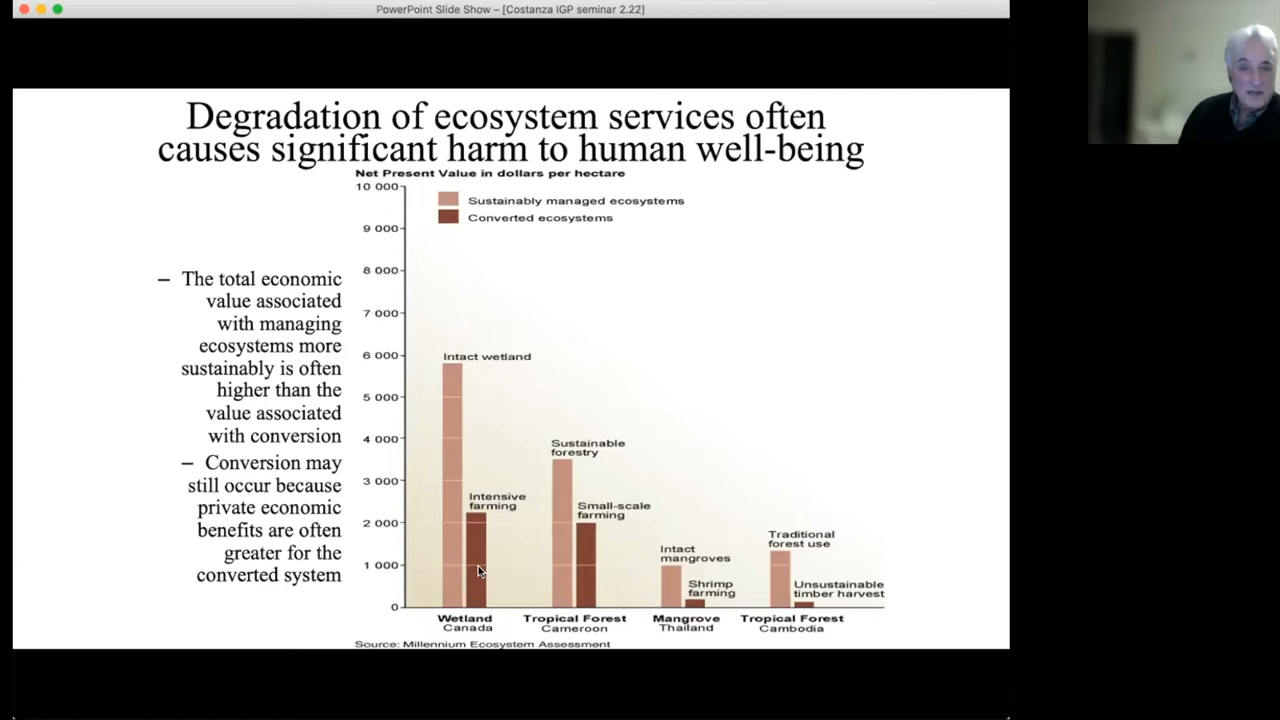 PowerPoint Slide Show – [Costanza IGP seminar 2.22]
Degradation of ecosystem services often
causes significant harm to human well-being
– The total economic
value associated
with managing
ecosystems more
sustainably is often
higher than the
value associated
with conversion
– Conversion may
still occur because
private economic
benefits are often
greater for the
converted system
Net Present Value in dollars per hectare
10 000
9 000
8 000
7 000
6 000
5 000
4 000
3 000
2 000
1 000
0
Sustainably managed ecosystems
Converted ecosystems
Intact wetland
Intensive
farming
Sustainable
forestry
Small-scale
farming
Intact
mangroves
Shrimp
farming
Traditional
forest use
Unsustainable
timber harvest
Wetland
Canada
Tropical Forest
Cameroon
Mangrove
Thailand
Tropical Forest
Cambodia
Source: Millennium Ecosystem Assessment